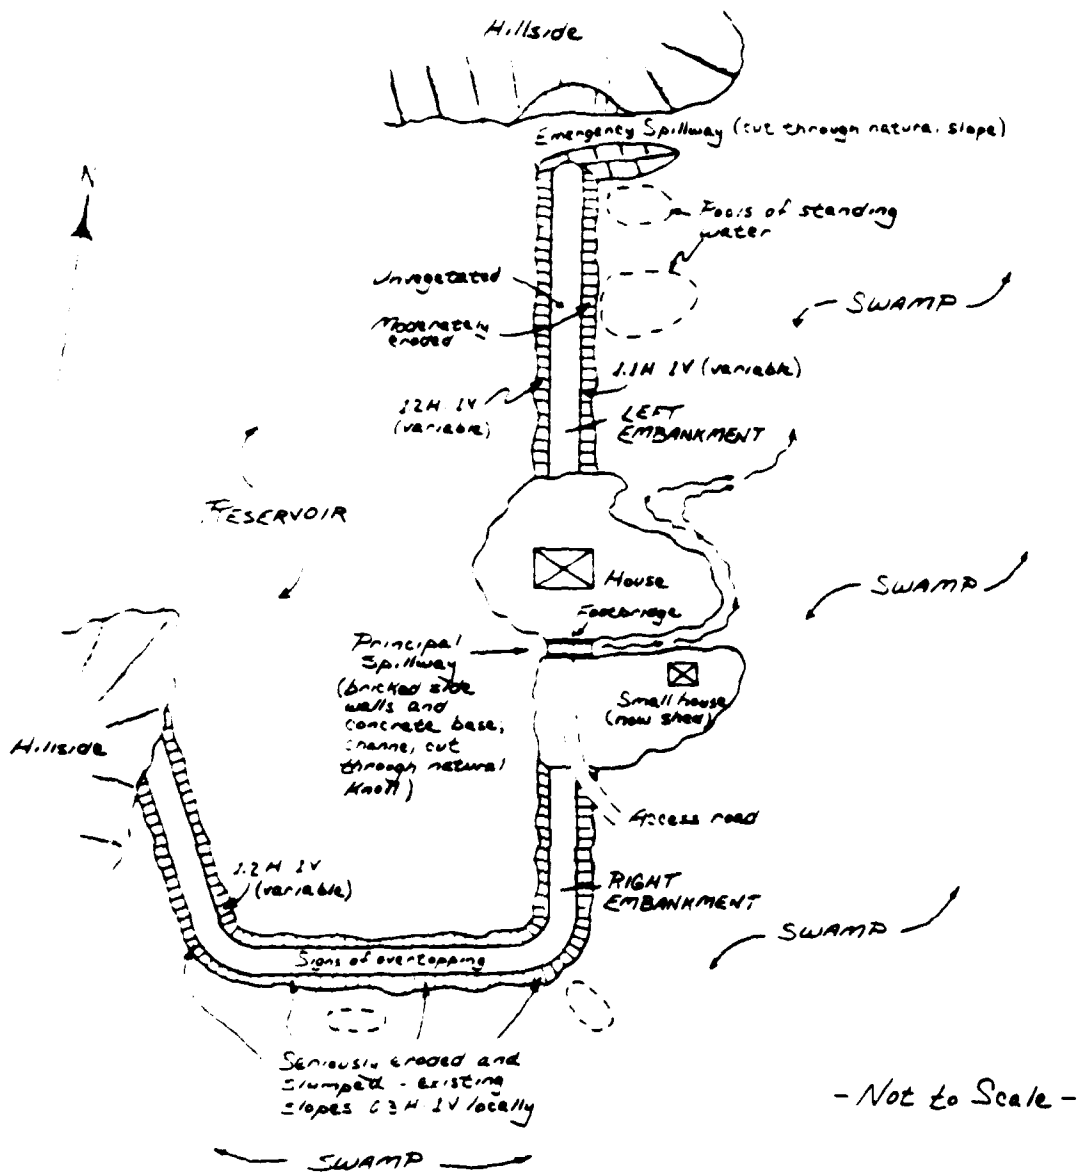 Hillside
Emergency Spillway (cut through natural slope)
N
Pools of standing
water
Unvegetated
SWAMP
Moderately
eroded
1.1H:1V (variable)
1.2H:1V
(variable)
LEFT
EMBANKMENT
RESERVOIR
House
SWAMP
Footbridge
Principal
Spillway
(bricked side
walls and
concrete base,
channel cut
through natural
knoll)
Small house
(now shed)
Hillside
Access road
1.2H:1V
(variable)
RIGHT
EMBANKMENT
SWAMP
Signs of overtopping
Seriously eroded and
slumped - existing
slopes 0.3H:1V locally
- Not to Scale -
SWAMP